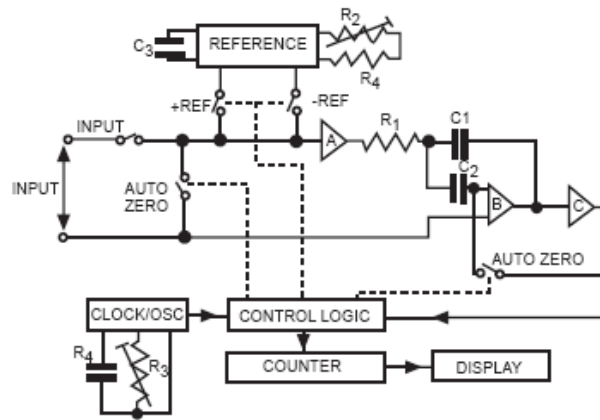 R2
C3
REFERENCE
R4
+REF
-REF
INPUT
A
R1
C1
C2
INPUT
AUTO
ZERO
B
C
AUTO ZERO
CLOCK/OSC
CONTROL LOGIC
R4
R3
COUNTER
DISPLAY